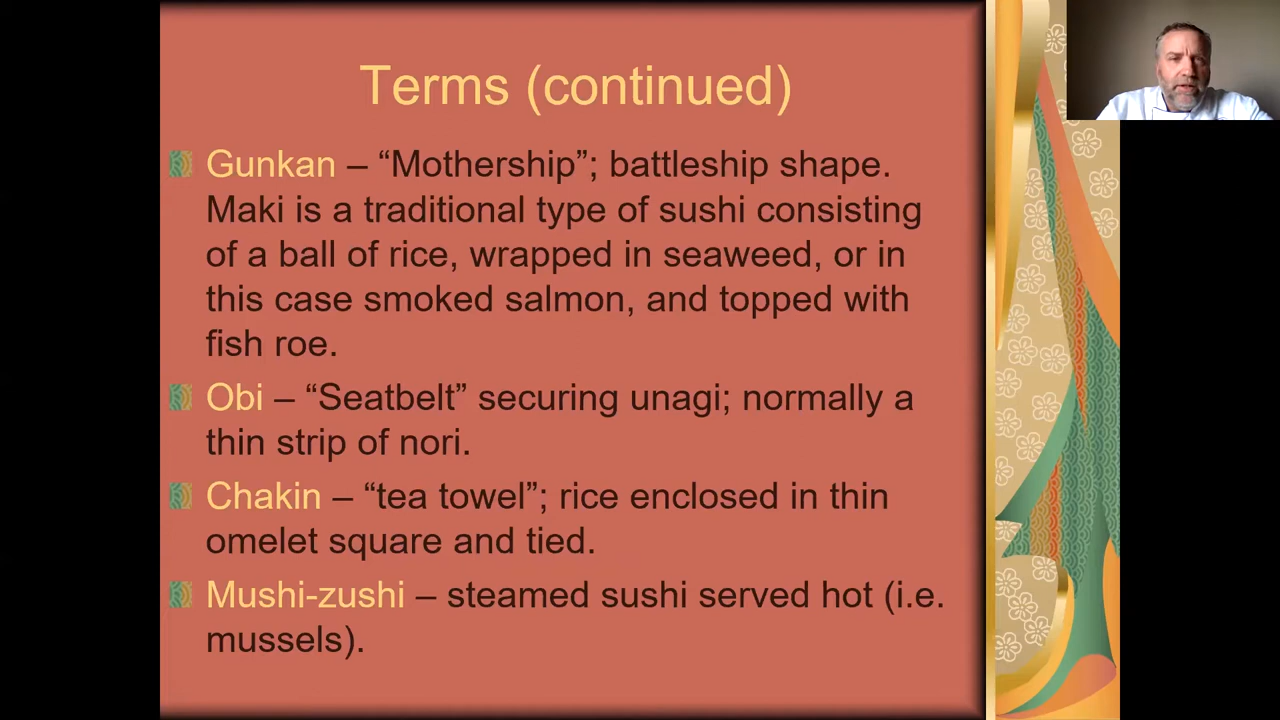 Terms (continued)
Gunkan – “Mothership”; battleship shape.
Maki is a traditional type of sushi consisting
of a ball of rice, wrapped in seaweed, or in
this case smoked salmon, and topped with
fish roe.
Obi – “Seatbelt” securing unagi; normally a
thin strip of nori.
Chakin – “tea towel”; rice enclosed in thin
omelet square and tied.
Mushi-zushi – steamed sushi served hot (i.e.
mussels).